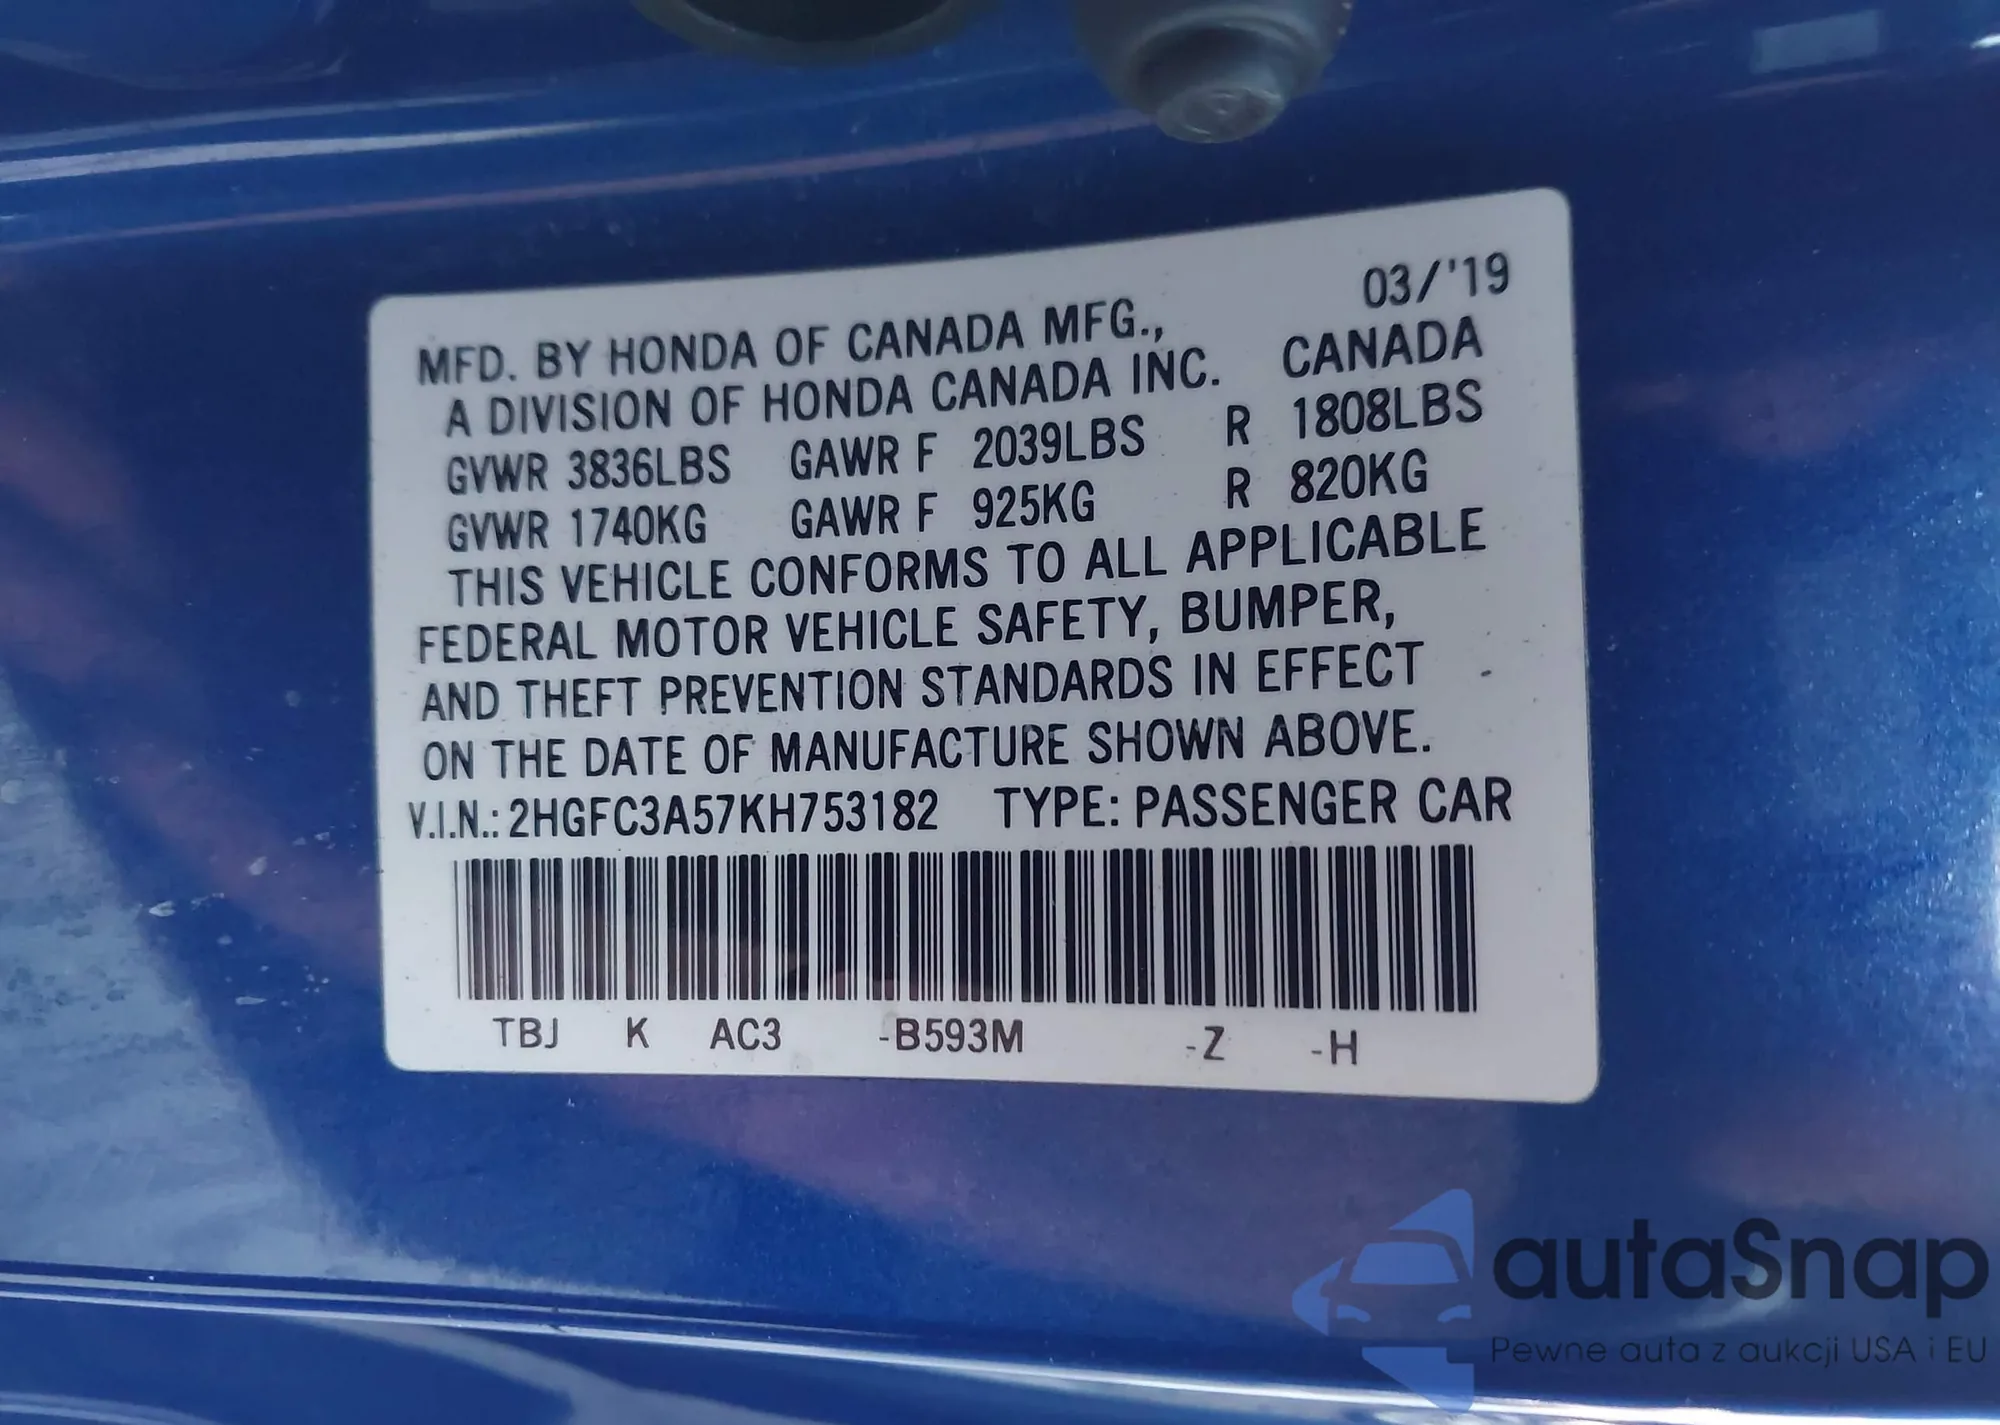 03/'19
MFD. BY HONDA OF CANADA MFG.,
A DIVISION OF HONDA CANADA INC. CANADA
GVWR 3836LBS GAWR F 2039LBS R 1808LBS
GVWR 1740KG GAWR F 925KG R 820KG
THIS VEHICLE CONFORMS TO ALL APPLICABLE
FEDERAL MOTOR VEHICLE SAFETY, BUMPER,
AND THEFT PREVENTION STANDARDS IN EFFECT
ON THE DATE OF MANUFACTURE SHOWN ABOVE.
V.I.N.: 2HGFC3A57KH753182 TYPE: PASSENGER CAR
TBJ K AC3 -B593M -Z -H
autaSnap
Pewne auta z aukcji USA i EU